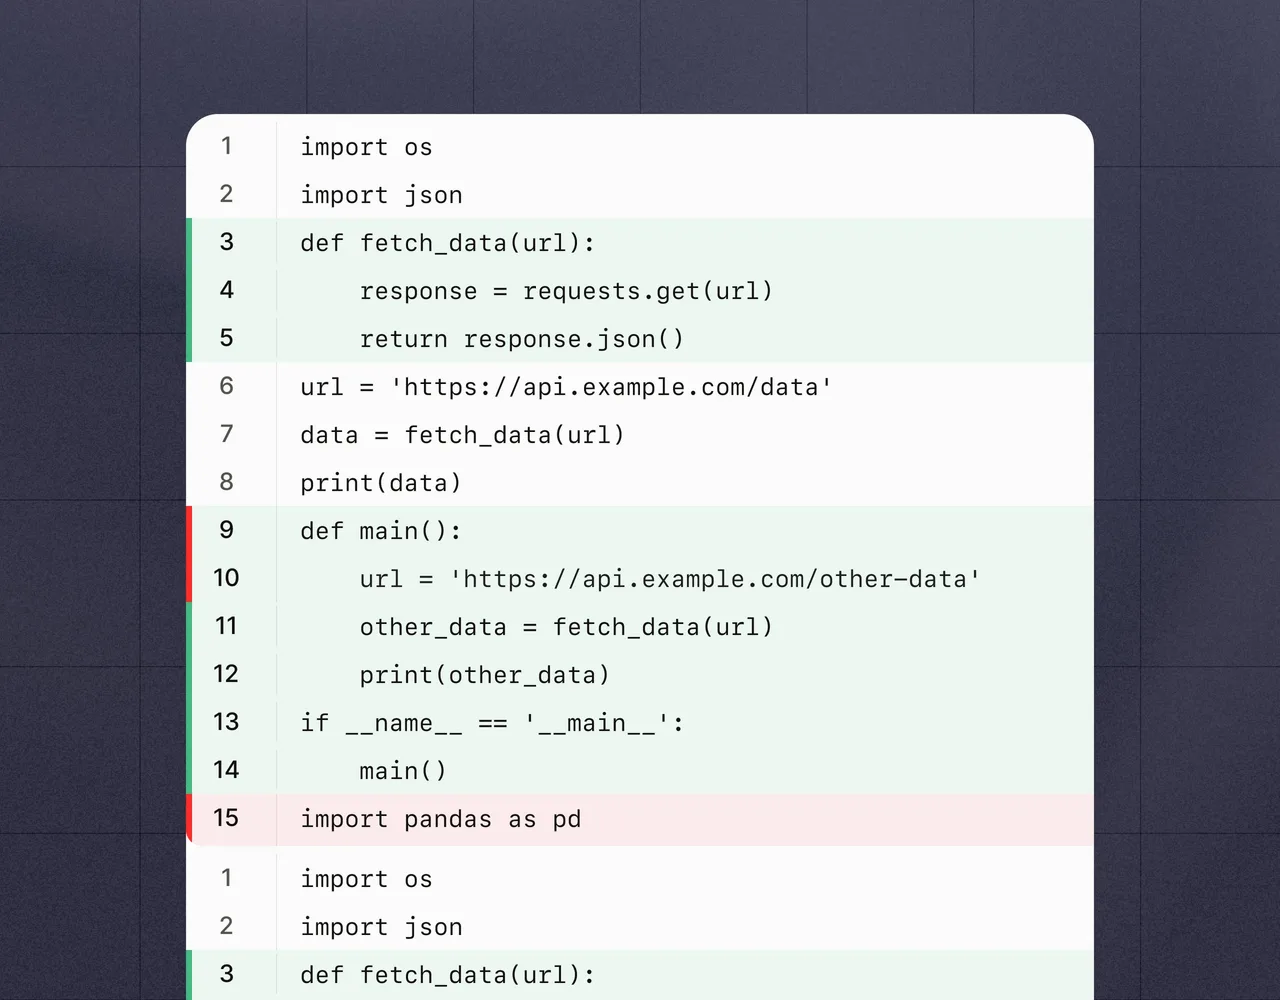 1 import os
2 import json
3 def fetch_data(url):
4     response = requests.get(url)
5     return response.json()
6 url = 'https://api.example.com/data'
7 data = fetch_data(url)
8 print(data)
9 def main():
10     url = 'https://api.example.com/other-data'
11     other_data = fetch_data(url)
12     print(other_data)
13 if __name__ == '__main__':
14     main()
15 import pandas as pd
1 import os
2 import json
3 def fetch_data(url):